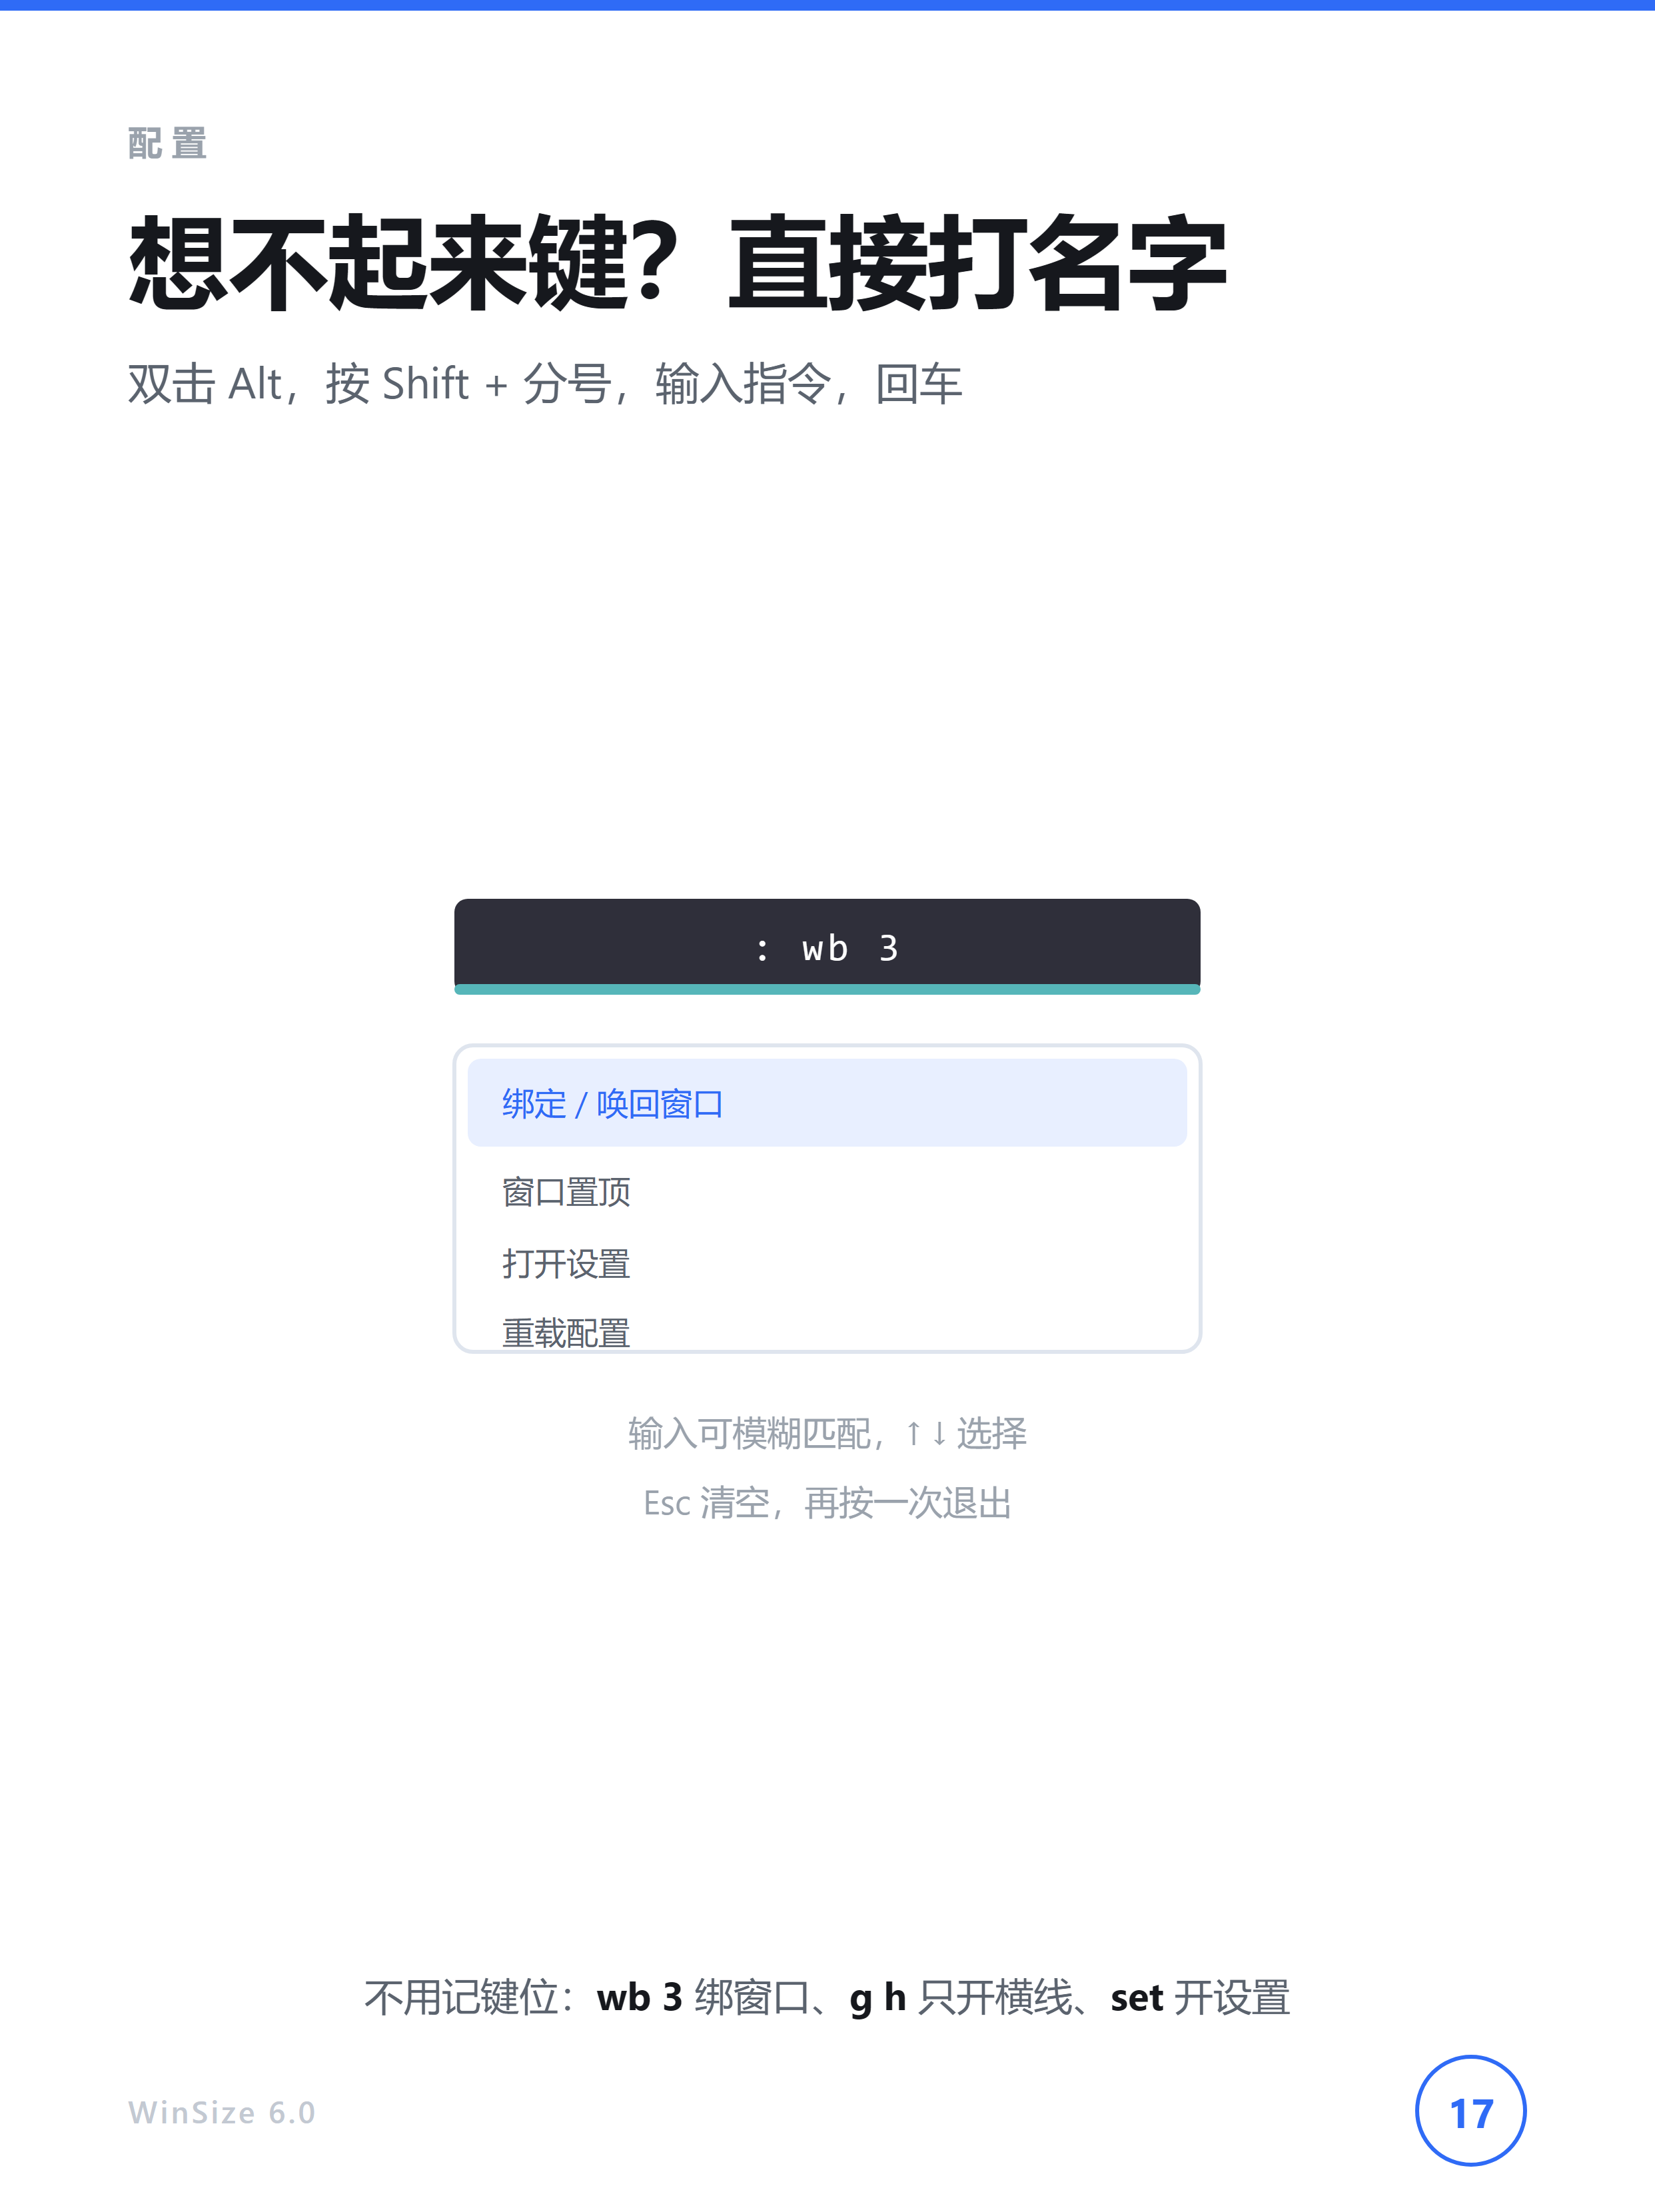 配置
想不起来键？直接打名字
双击 Alt，按 Shift + 分号，输入指令，回车
: wb 3
绑定 / 唤回窗口
窗口置顶
打开设置
重载配置
输入可模糊匹配，↑↓ 选择
Esc 清空，再按一次退出
不用记键位：wb 3 绑窗口、g h 只开横线、set 开设置
WinSize 6.0
17